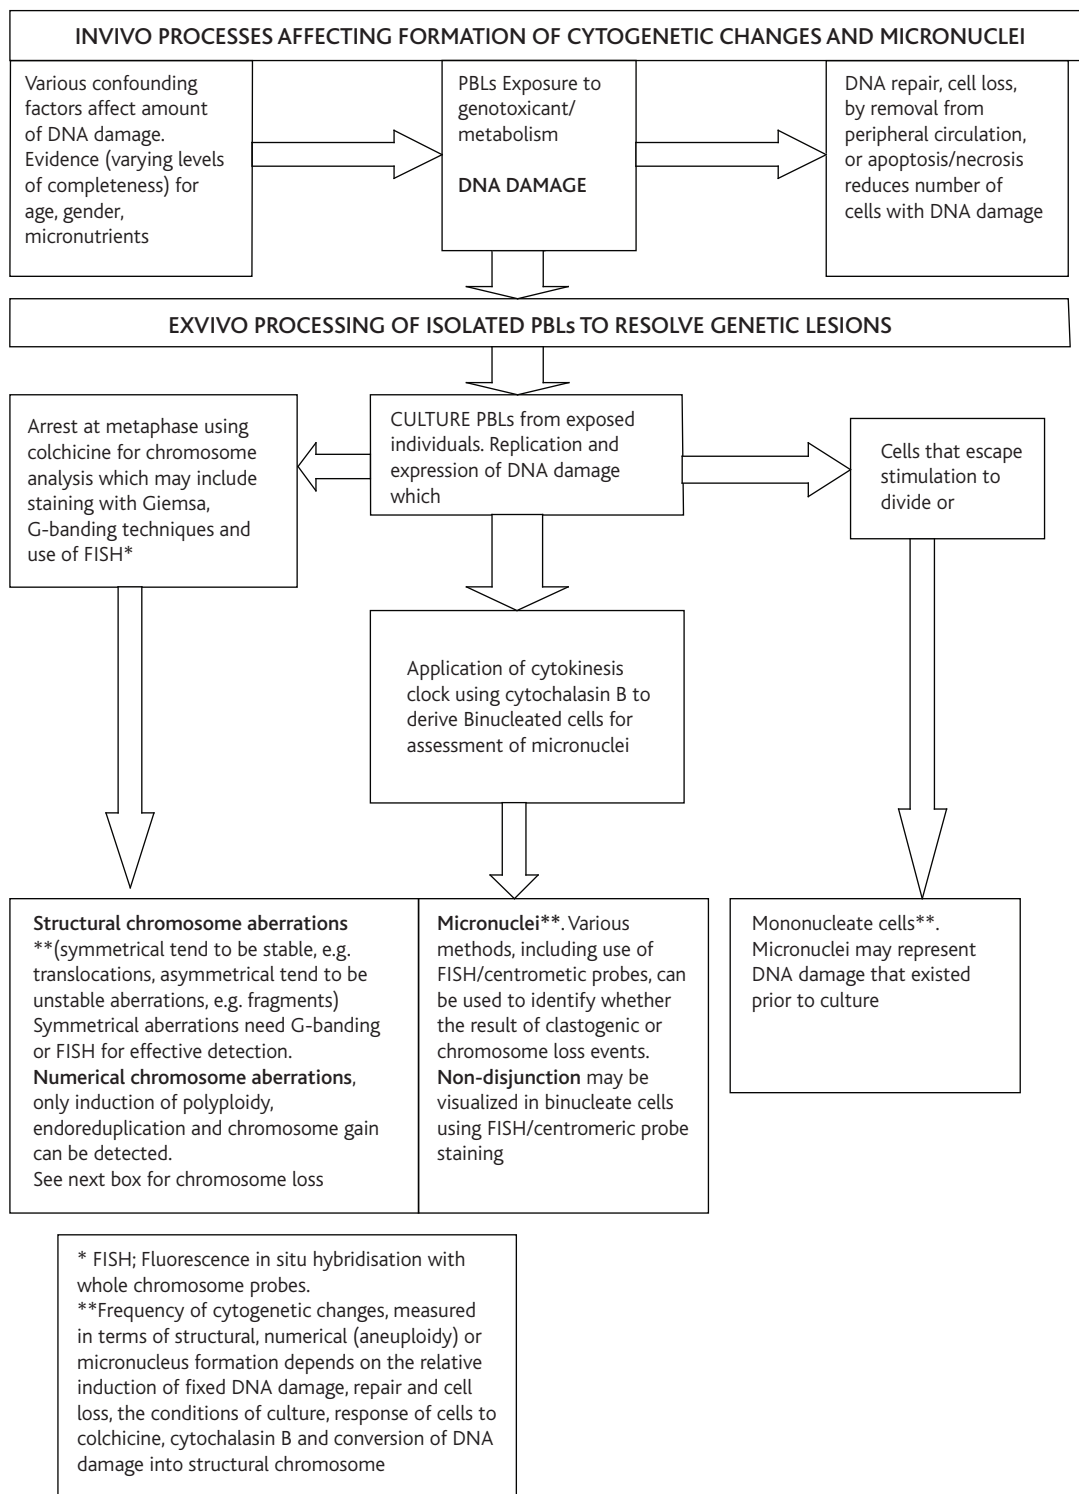 INVIVO PROCESSES AFFECTING FORMATION OF CYTOGENETIC CHANGES AND MICRONUCLEI
Various confounding
factors affect amount
of DNA damage.
Evidence (varying levels
of completeness) for
age, gender,
micronutrients
PBLs Exposure to
genotoxicant/
metabolism
DNA DAMAGE
DNA repair, cell loss,
by removal from
peripheral circulation,
or apoptosis/necrosis
reduces number of
cells with DNA damage
EXVIVO PROCESSING OF ISOLATED PBLs TO RESOLVE GENETIC LESIONS
Arrest at metaphase using
colchicine for chromosome
analysis which may include
staining with Giemsa,
G-banding techniques and
use of FISH*
CULTURE PBLs from exposed
individuals. Replication and
expression of DNA damage
which
Cells that escape
stimulation to
divide or
Application of cytokinesis
clock using cytochalasin B to
derive Binucleated cells for
assessment of micronuclei
Structural chromosome aberrations
**(symmetrical tend to be stable, e.g.
translocations, asymmetrical tend to be
unstable aberrations, e.g. fragments)
Symmetrical aberrations need G-banding
or FISH for effective detection.
Numerical chromosome aberrations,
only induction of polyploidy,
endoreduplication and chromosome gain
can be detected.
See next box for chromosome loss
Micronuclei**. Various
methods, including use of
FISH/centrometic probes, can
be used to identify whether
the result of clastogenic or
chromosome loss events.
Non-disjunction may be
visualized in binucleate cells
using FISH/centromeric probe
staining
Mononucleate cells**.
Micronuclei may represent
DNA damage that existed
prior to culture
* FISH; Fluorescence in situ hybridisation with
whole chromosome probes.
**Frequency of cytogenetic changes, measured
in terms of structural, numerical (aneuploidy) or
micronucleus formation depends on the relative
induction of fixed DNA damage, repair and cell
loss, the conditions of culture, response of cells to
colchicine, cytochalasin B and conversion of DNA
damage into structural chromosome